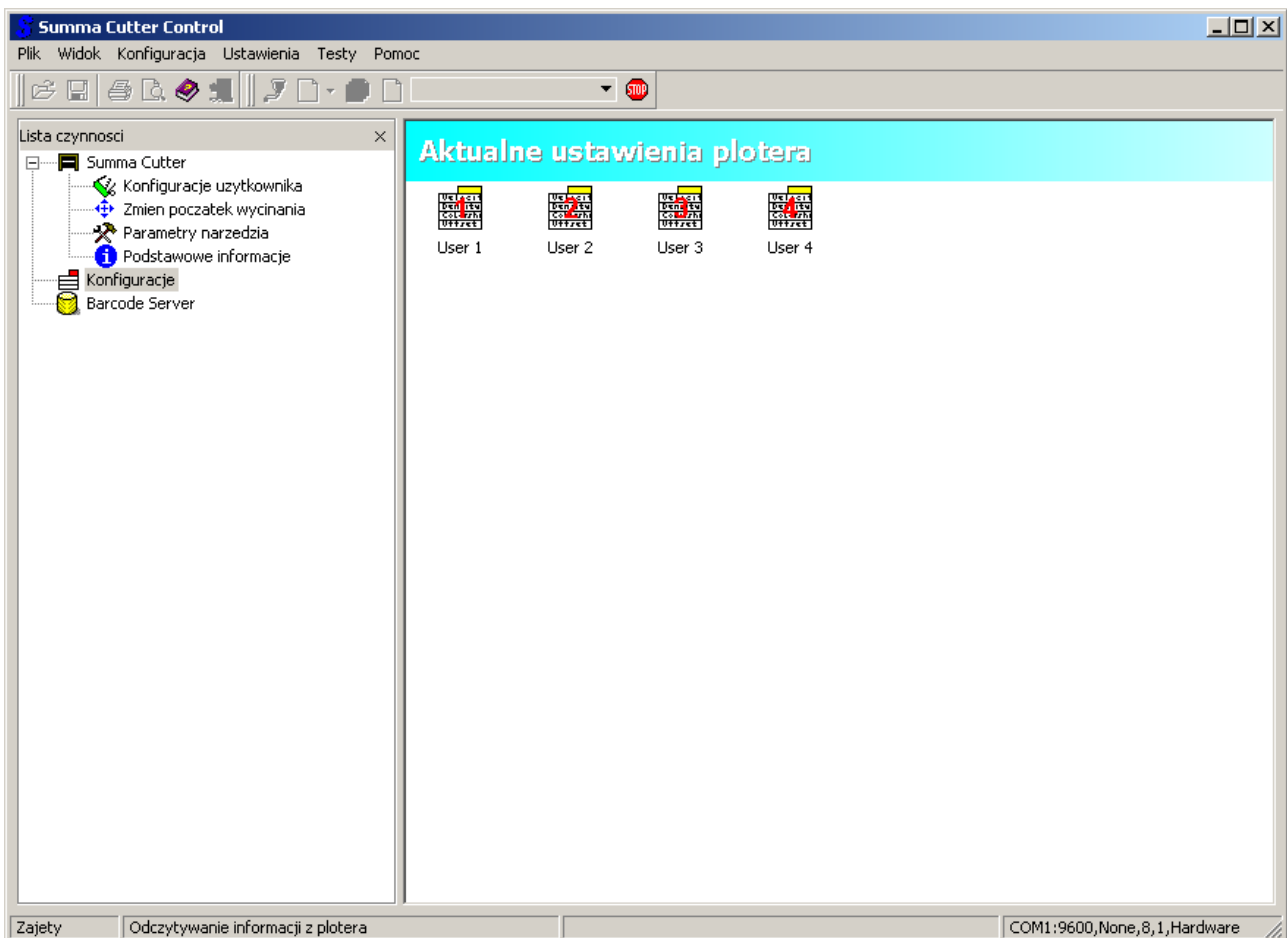 Summa Cutter Control
Plik Widok Konfiguracja Ustawienia Testy Pomoc
STOP
Lista czynnosci
Summa Cutter
Konfiguracje uzytkownika
Zmien poczatek wycinania
Parametry narzedzia
Podstawowe informacje
Konfiguracje
Barcode Server
Aktualne ustawienia plotera
1 2 3 4
User 1 User 2 User 3 User 4
Zajety Odczytywanie informacji z plotera COM1:9600,None,8,1,Hardware